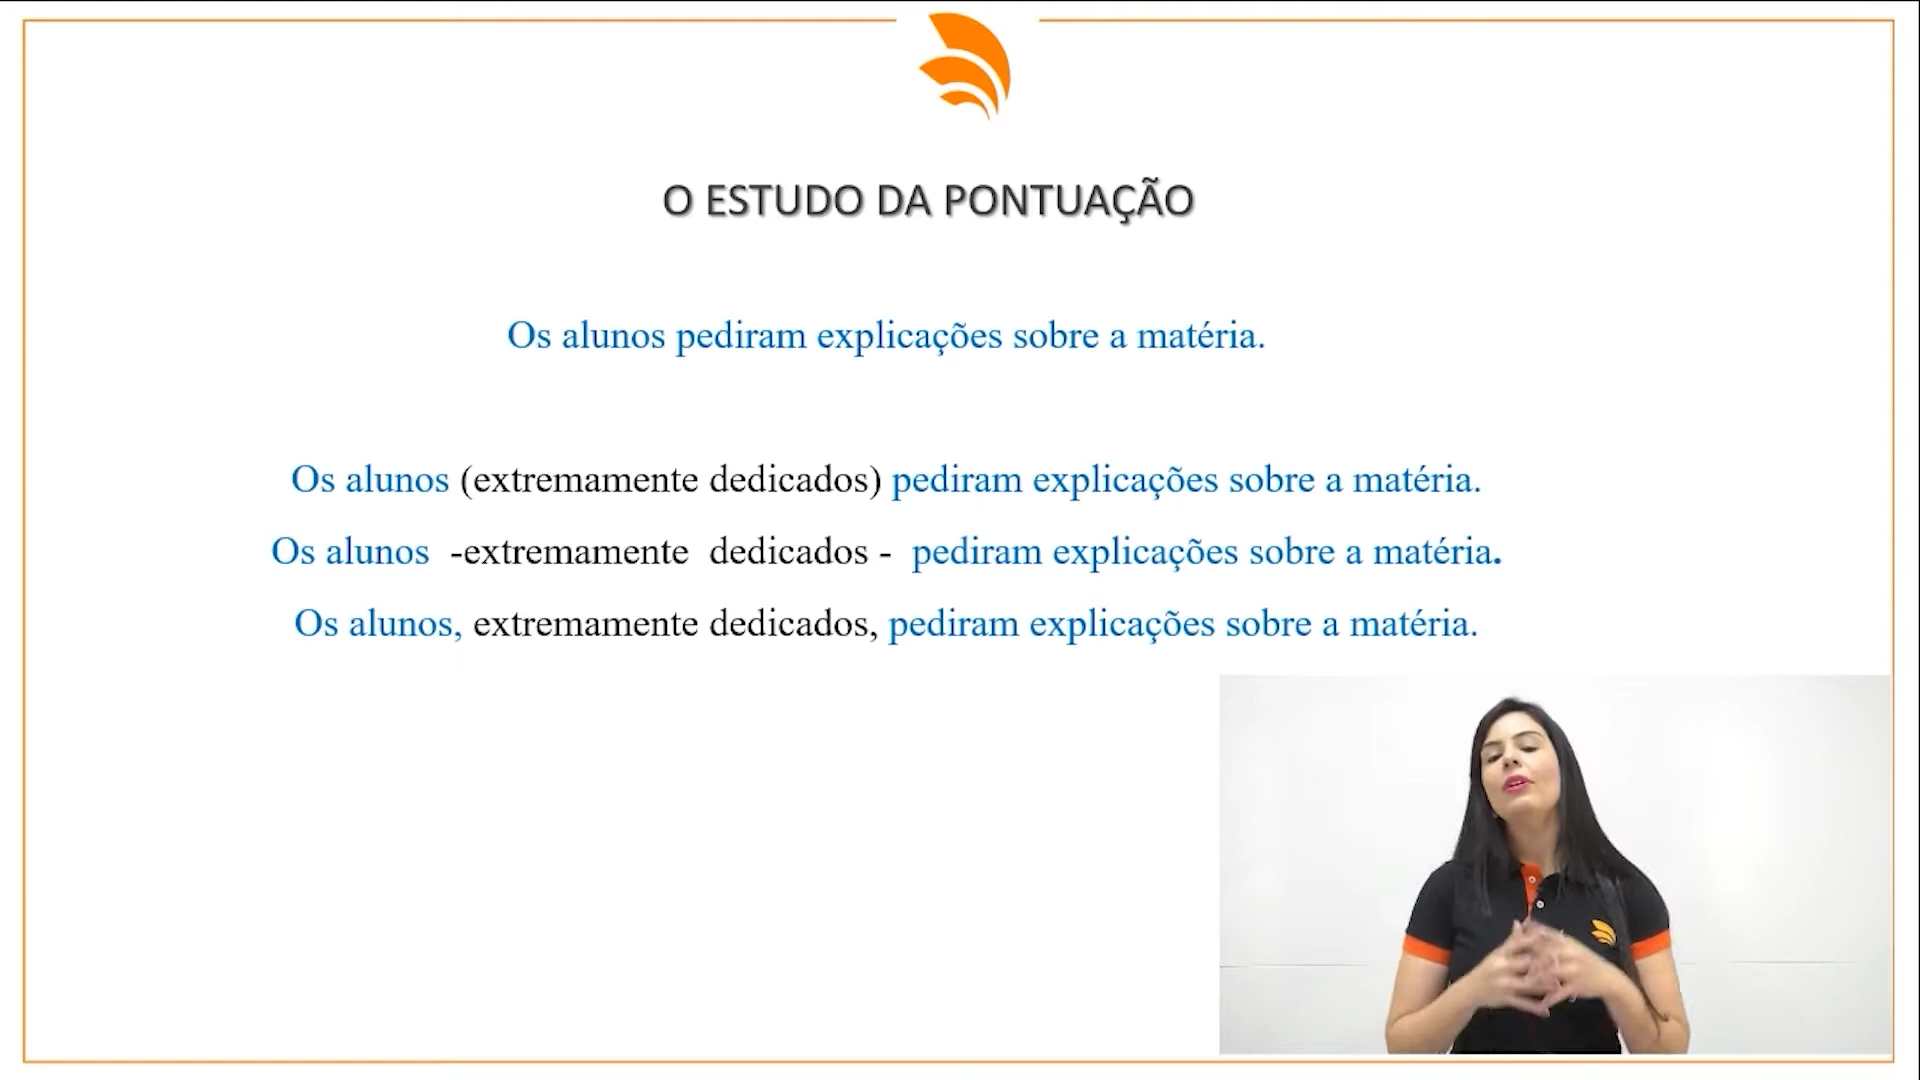 O ESTUDO DA PONTUAÇÃO
Os alunos pediram explicações sobre a matéria.
Os alunos (extremamente dedicados) pediram explicações sobre a matéria.
Os alunos -extremamente dedicados - pediram explicações sobre a matéria.
Os alunos, extremamente dedicados, pediram explicações sobre a matéria.